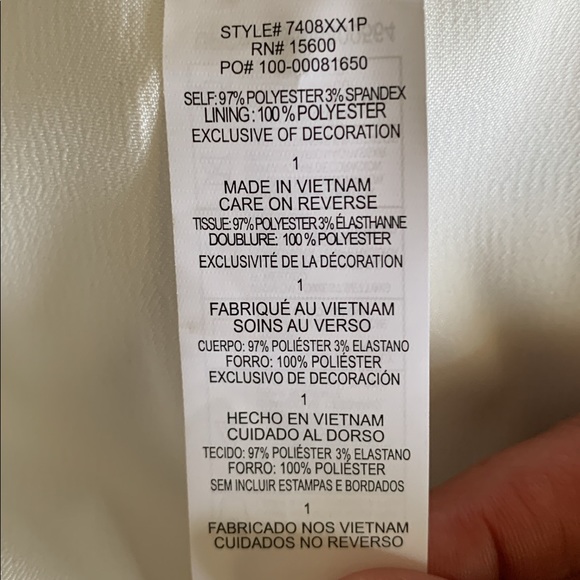 STYLE# 7408XX1P
RN# 15600
PO# 100-00081650
SELF: 97% POLYESTER 3% SPANDEX
LINING: 100% POLYESTER
EXCLUSIVE OF DECORATION
1
MADE IN VIETNAM
CARE ON REVERSE
TISSUE: 97% POLYESTER 3% ÉLASTHANNE
DOUBLURE: 100% POLYESTER
EXCLUSIVITÉ DE LA DÉCORATION
1
FABRIQUÉ AU VIETNAM
SOINS AU VERSO
CUERPO: 97% POLIÉSTER 3% ELASTANO
FORRO: 100% POLIÉSTER
EXCLUSIVO DE DECORACIÓN
1
HECHO EN VIETNAM
CUIDADO AL DORSO
TECIDO: 97% POLIÉSTER 3% ELASTANO
FORRO: 100% POLIÉSTER
SEM INCLUIR ESTAMPAS E BORDADOS
1
FABRICADO NOS VIETNAM
CUIDADOS NO REVERSO